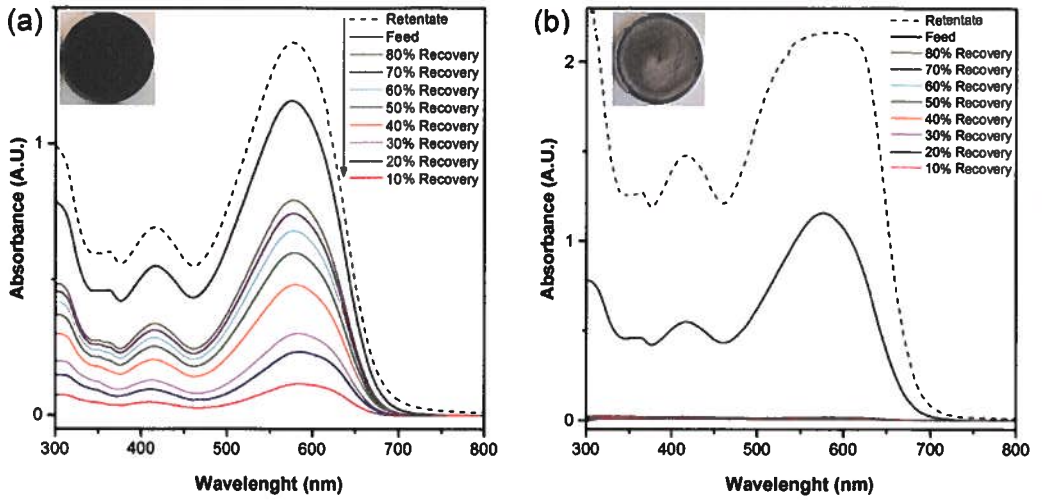 (a)
Retentate
Feed
80% Recovery
70% Recovery
60% Recovery
50% Recovery
40% Recovery
30% Recovery
20% Recovery
10% Recovery
Absorbance (A.U.)
1
0
300 400 500 600 700 800
Wavelenght (nm)
(b)
Retentate
Feed
80% Recovery
70% Recovery
60% Recovery
50% Recovery
40% Recovery
30% Recovery
20% Recovery
10% Recovery
Absorbance (A.U.)
2
1
0
300 400 500 600 700 800
Wavelenght (nm)